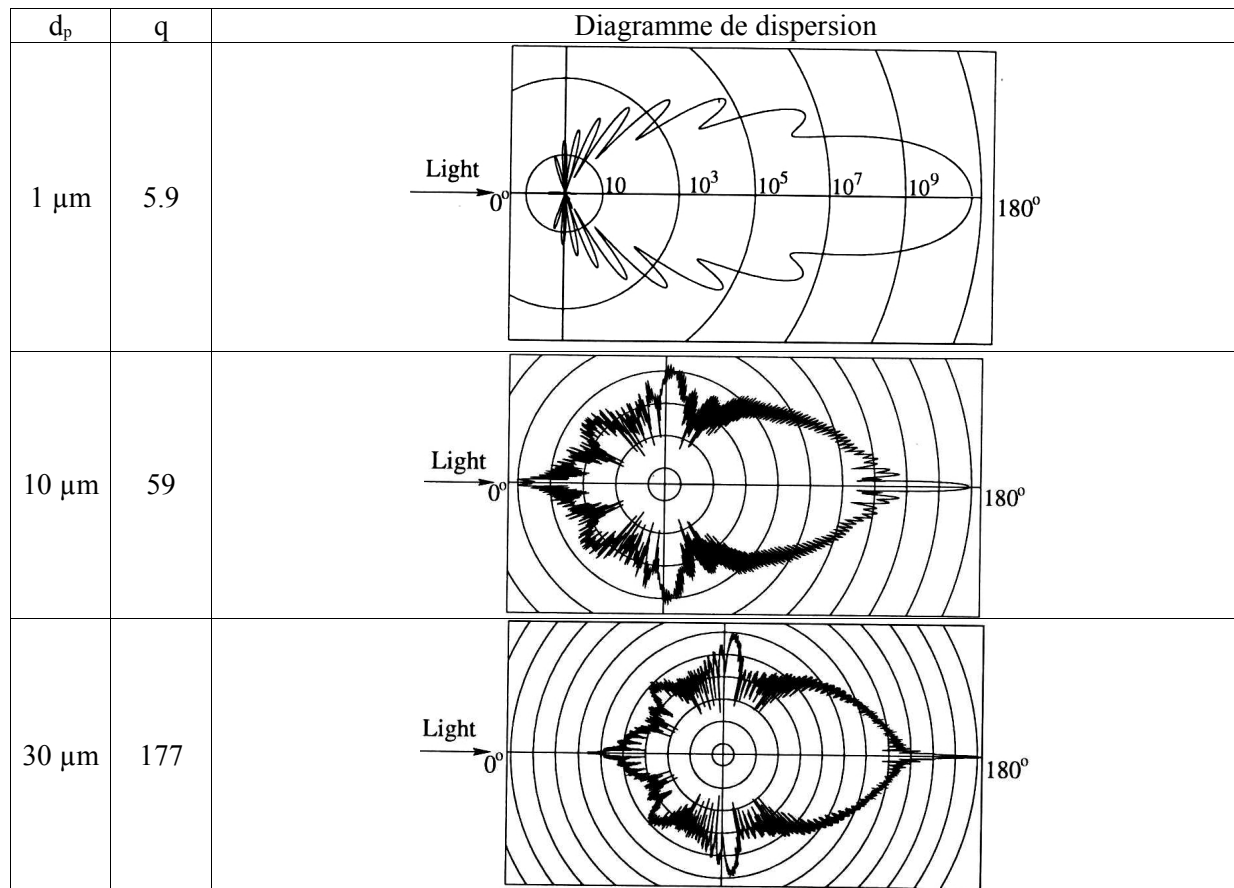 dₚ q Diagramme de dispersion
1 µm 5.9
Light
0° 10 10³ 10⁵ 10⁷ 10⁹ 180°
10 µm 59
Light
0° 180°
30 µm 177
Light
0° 180°